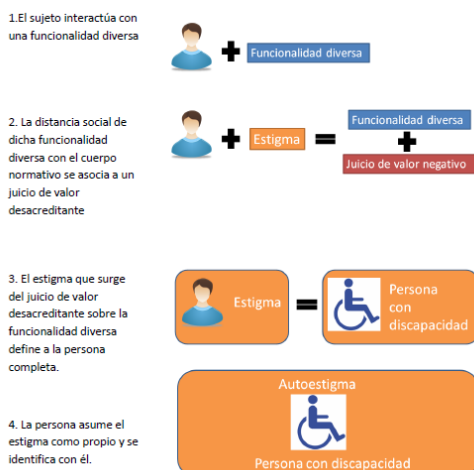 1.El sujeto interactúa con
una funcionalidad diversa
Funcionalidad diversa
2. La distancia social de
dicha funcionalidad
diversa con el cuerpo
normativo se asocia a un
juicio de valor
desacreditante
Estigma
Funcionalidad diversa
Juicio de valor negativo
3. El estigma que surge
del juicio de valor
desacreditante sobre la
funcionalidad diversa
define a la persona
completa.
Estigma
Persona
con
discapacidad
4. La persona asume el
estigma como propio y se
identifica con él.
Autoestigma
Persona con discapacidad